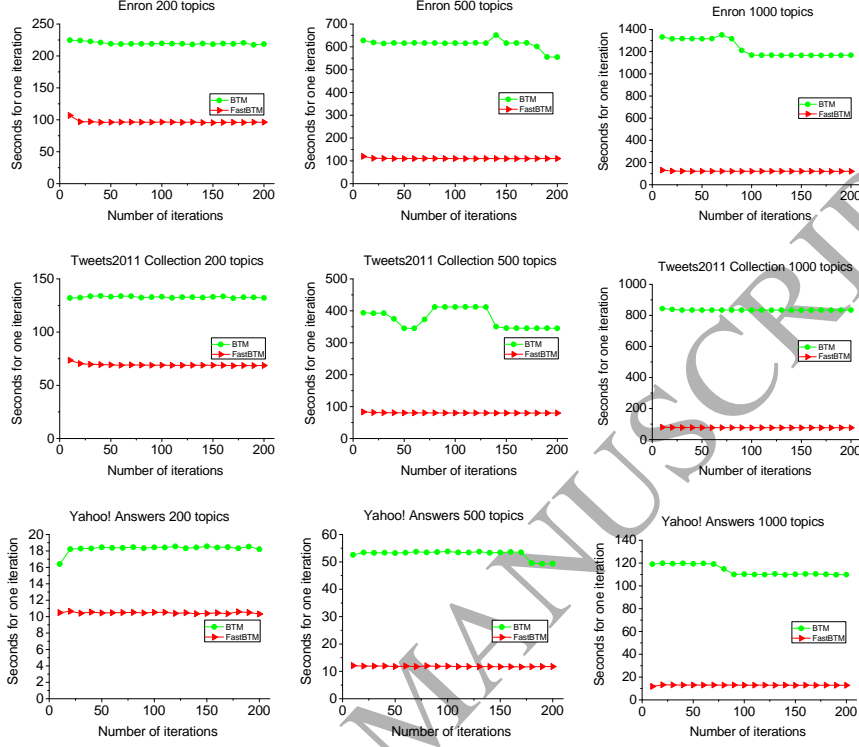 Enron 200 topics
Seconds for one iteration
250
225
200
175
150
125
100
75
50
25
0
BTM
FastBTM
0 50 100 150 200
Number of iterations
Enron 500 topics
Seconds for one iteration
700
600
500
400
300
200
100
0
BTM
FastBTM
0 50 100 150 200
Number of iterations
Enron 1000 topics
Seconds for one iteration
1400
1200
1000
800
600
400
200
0
BTM
FastBTM
0 50 100 150 200
Number of iterations
Tweets2011 Collection 200 topics
Seconds for one iteration
150
100
50
0
BTM
FastBTM
0 50 100 150 200
Number of iterations
Tweets2011 Collection 500 topics
Seconds for one iteration
500
400
300
200
100
0
BTM
FastBTM
0 50 100 150 200
Number of iterations
Tweets2011 Collection 1000 topics
Seconds for one iteration
1000
800
600
400
200
0
BTM
FastBTM
0 50 100 150 200
Number of iterations
Yahoo! Answers 200 topics
Seconds for one iteration
20
18
16
14
12
10
8
6
4
2
0
BTM
FastBTM
0 50 100 150 200
Number of iterations
Yahoo! Answers 500 topics
Seconds for one iteration
60
50
40
30
20
10
0
BTM
FastBTM
0 50 100 150 200
Number of iterations
Yahoo! Answers 1000 topics
Seconds for one iteration
140
120
100
80
60
40
20
0
BTM
FastBTM
0 50 100 150 200
Number of iterations
MANUSCRIP